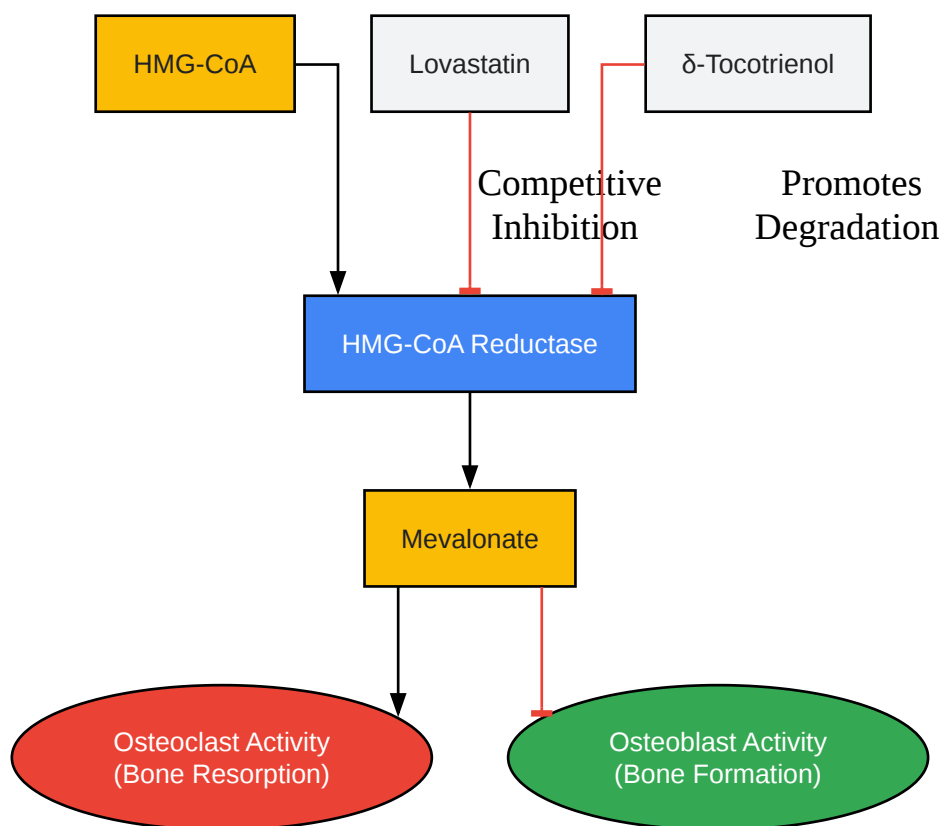 HMG-CoA
Lovastatin
δ-Tocotrienol
Competitive
Inhibition
Promotes
Degradation
HMG-CoA Reductase
Mevalonate
Osteoclast Activity
(Bone Resorption)
Osteoblast Activity
(Bone Formation)